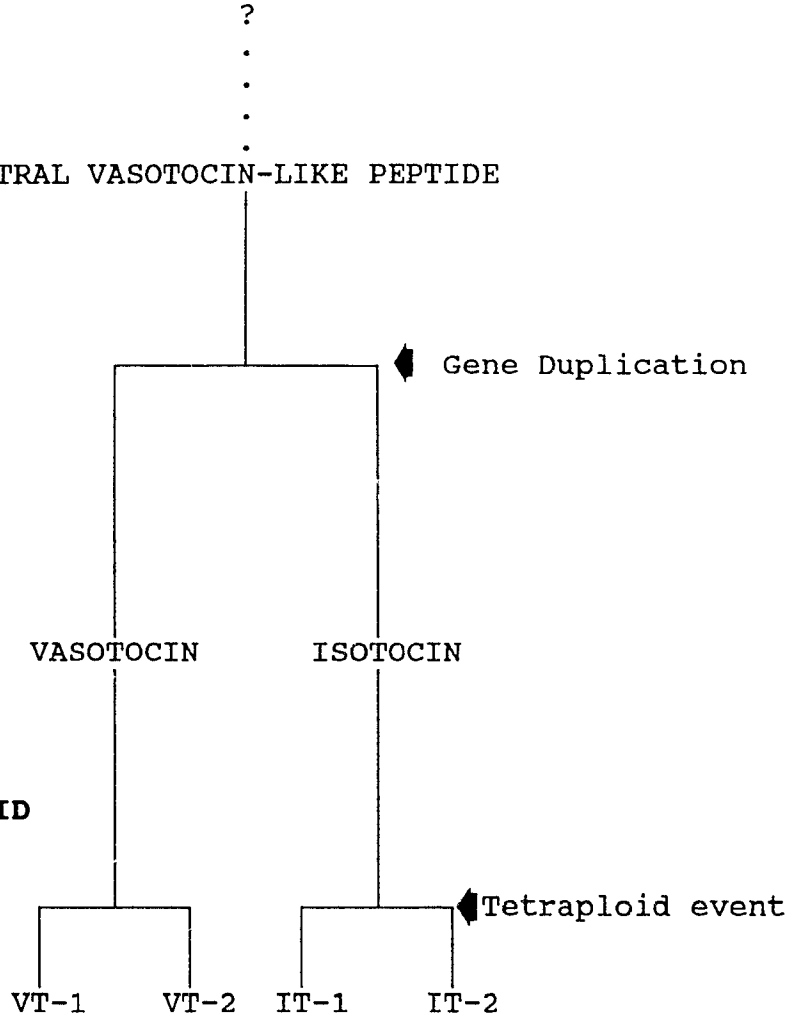 ?
TRAL VASOTOCIN-LIKE PEPTIDE
Gene Duplication
VASOTOCIN ISOTOCIN
ID
Tetraploid event
VT-1 VT-2 IT-1 IT-2